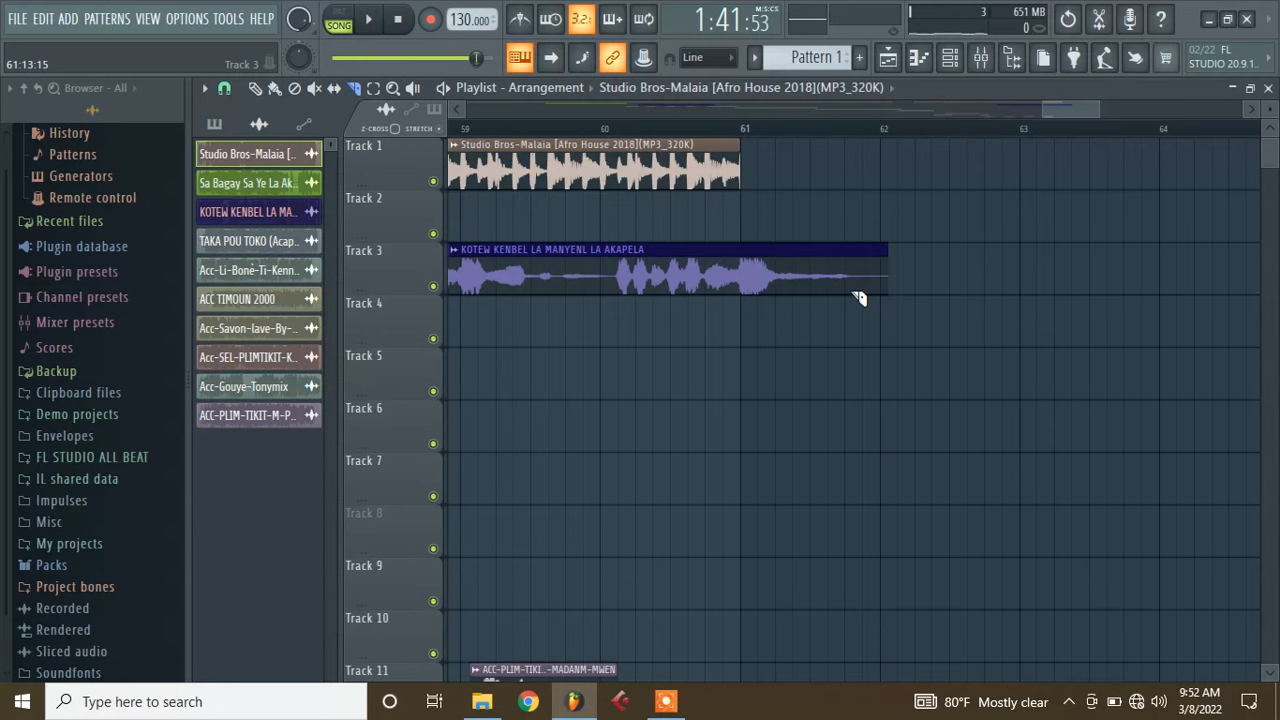 FILE EDIT ADD PATTERNS VIEW OPTIONS TOOLS HELP
PAT
SONG
130.000
3.2.
1:41:53
M:S:CS
3
651 MB
0
61:13:15
Track 3
Line
Pattern 1
02/22 FL
STUDIO 20.9.1..
Browser - All
Playlist - Arrangement
Studio Bros-Malaia [Afro House 2018](MP3_320K)
Z-CROSS
STRETCH
59
60
61
62
63
64
History
Patterns
Generators
Remote control
Recent files
Plugin database
Plugin presets
Channel presets
Mixer presets
Scores
Backup
Clipboard files
Demo projects
Envelopes
FL STUDIO ALL BEAT
IL shared data
Impulses
Misc
My projects
Packs
Project bones
Recorded
Rendered
Sliced audio
Soundfonts
Studio Bros-Malaia [..
Sa Bagay Sa Ye La Ak..
KOTEW KENBEL LA MA..
TAKA POU TOKO (Acap..
Acc-Li-Bonè-Ti-Kenn..
ACC TIMOUN 2000
Acc-Savon-lave-By-..
Acc-SEL-PLIMTIKIT-K..
Acc-Gouye-Tonymix
ACC-PLIM-TIKIT-M-P..
Track 1
Studio Bros-Malaia [Afro House 2018](MP3_320K)
Track 2
Track 3
KOTEW KENBEL LA MANYENL LA AKAPELA
Track 4
Track 5
Track 6
Track 7
Track 8
Track 9
Track 10
Track 11
ACC-PLIM-TIKI..T-M-..-MADANM-MWEN
Type here to search
80°F Mostly clear
9:52 AM
3/8/2022